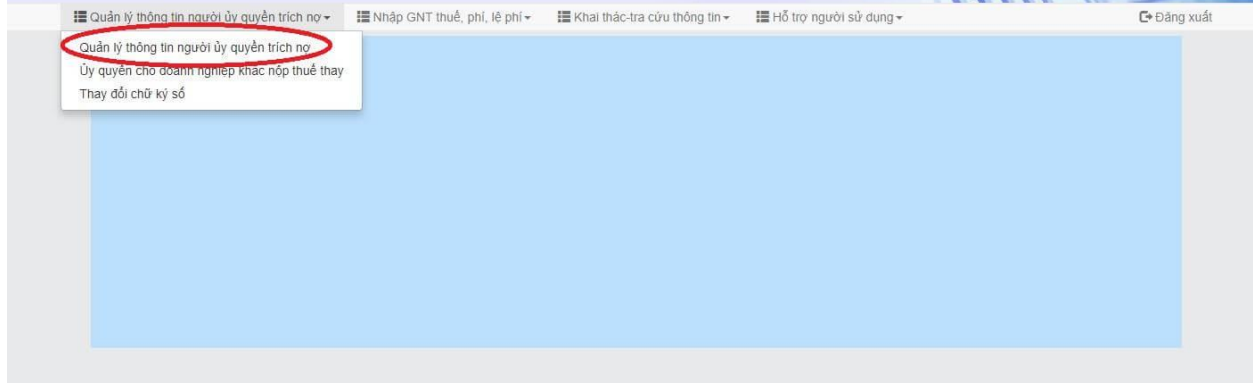 Quản lý thông tin người ủy quyền trích nợ Nhập GNT thuế, phí, lệ phí Khai thác-tra cứu thông tin Hỗ trợ người sử dụng Đăng xuất
Quản lý thông tin người ủy quyền trích nợ
Ủy quyền cho doanh nghiệp khác nộp thuế thay
Thay đổi chữ ký số